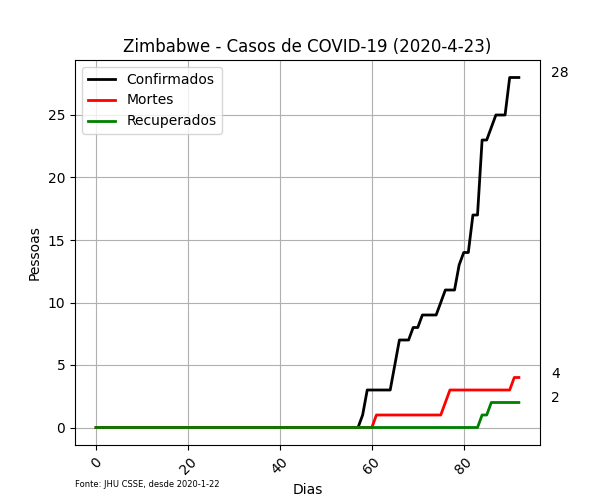 Zimbabwe - Casos de COVID-19 (2020-4-23)
Confirmados
Mortes
Recuperados
28
25
20
15
10
5
0
4
2
Pessoas
0
20
40
60
80
Dias
Fonte: JHU CSSE, desde 2020-1-22